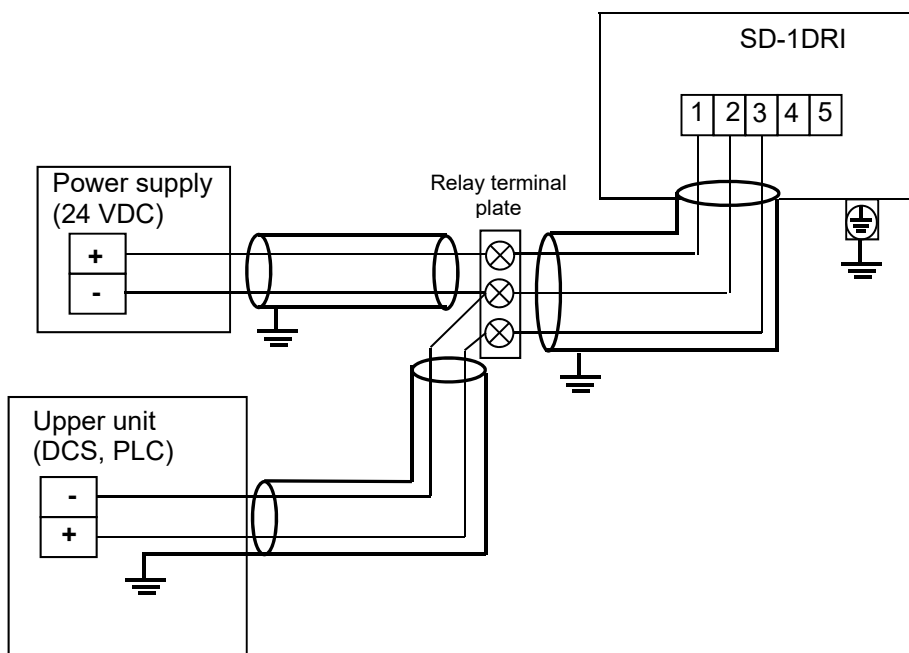 SD-1DRI
1 2 3 4 5
Power supply
(24 VDC)
+
-
Relay terminal
plate
Upper unit
(DCS, PLC)
-
+